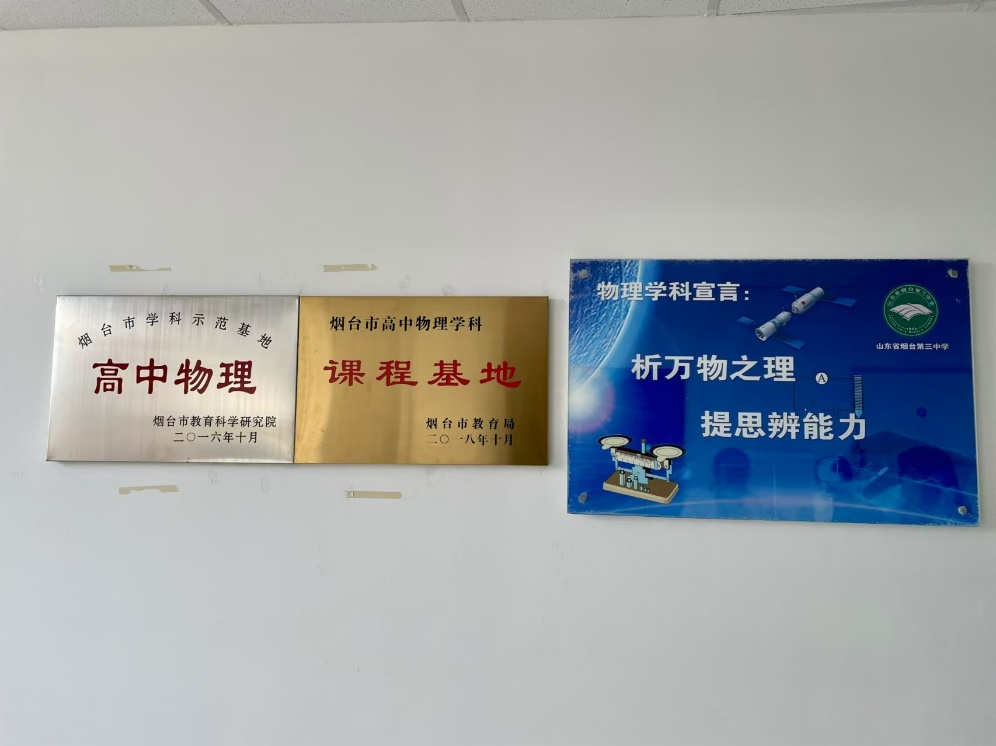 烟台市学科示范基地
高中物理
烟台市教育科学研究院
二〇一六年十月
烟台市高中物理学科
课程基地
烟台市教育局
二〇一八年十月
物理学科宣言：
山东省烟台第三中学
析万物之理
A
提思辨能力